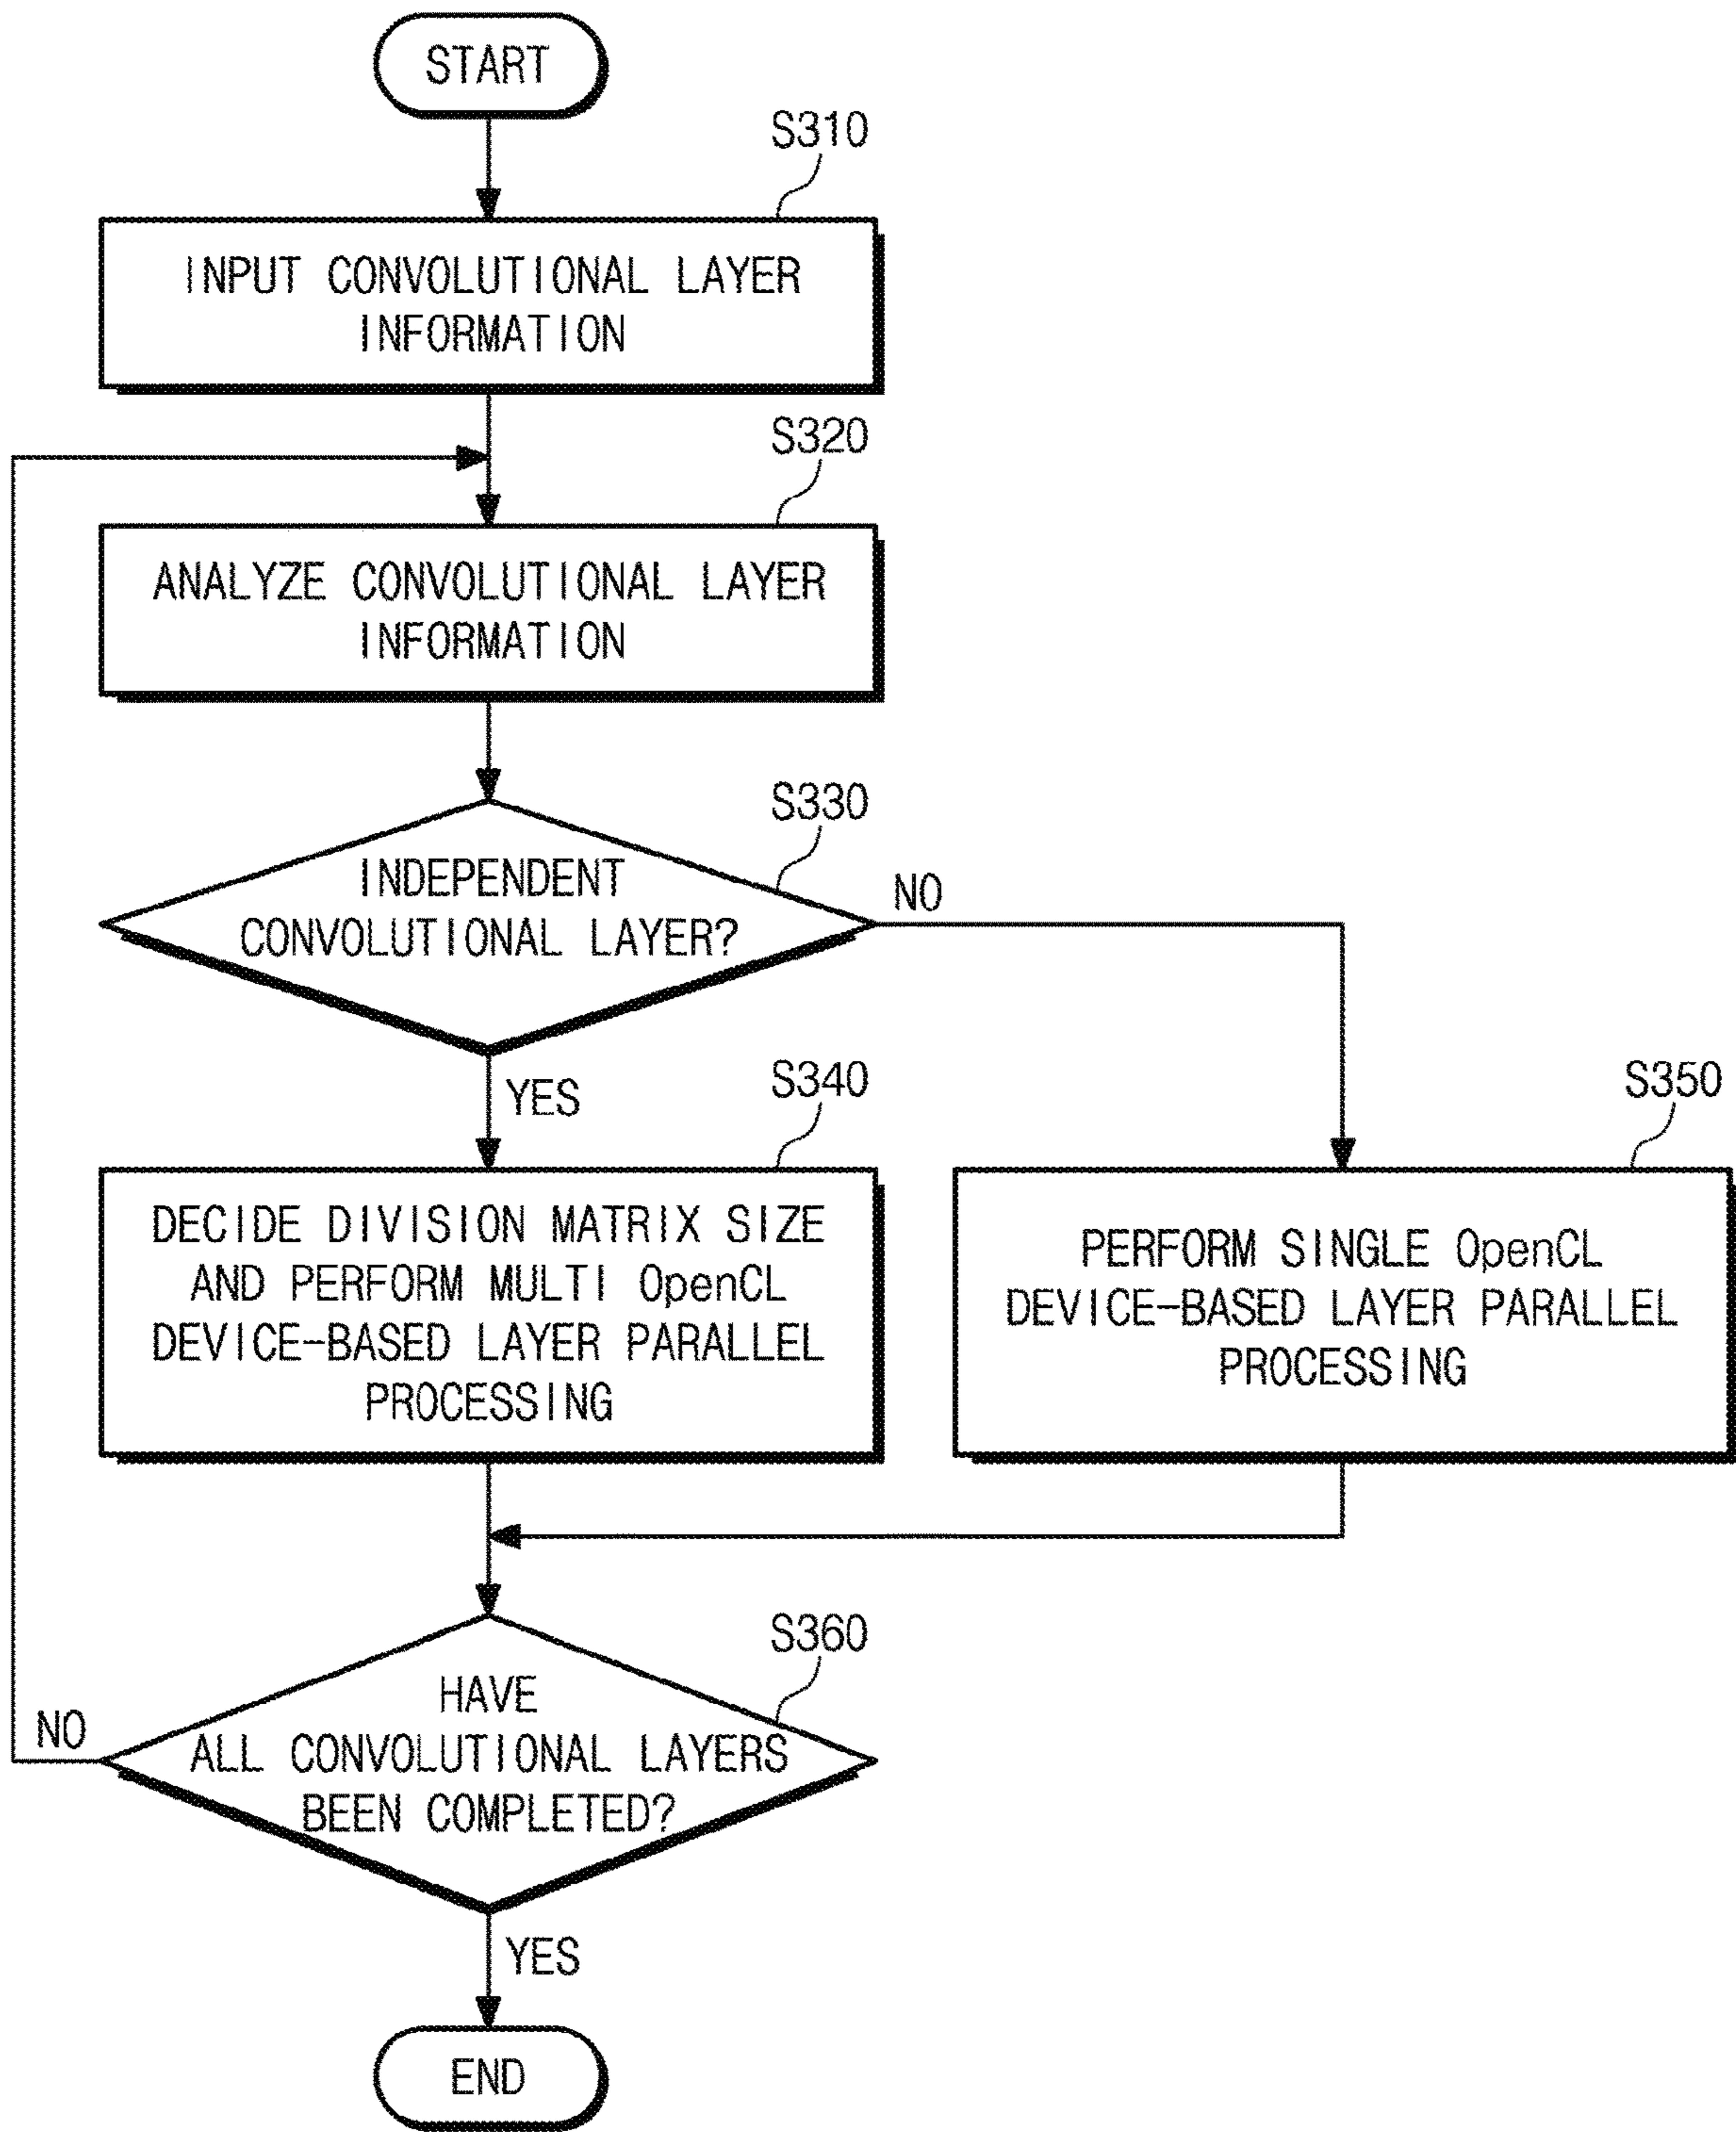 START
S310
INPUT CONVOLUTIONAL LAYER
INFORMATION
S320
ANALYZE CONVOLUTIONAL LAYER
INFORMATION
S330
INDEPENDENT
CONVOLUTIONAL LAYER?
NO
YES
S340
DECIDE DIVISION MATRIX SIZE
AND PERFORM MULTI OpenCL
DEVICE-BASED LAYER PARALLEL
PROCESSING
S350
PERFORM SINGLE OpenCL
DEVICE-BASED LAYER PARALLEL
PROCESSING
S360
HAVE
ALL CONVOLUTIONAL LAYERS
BEEN COMPLETED?
NO
YES
END